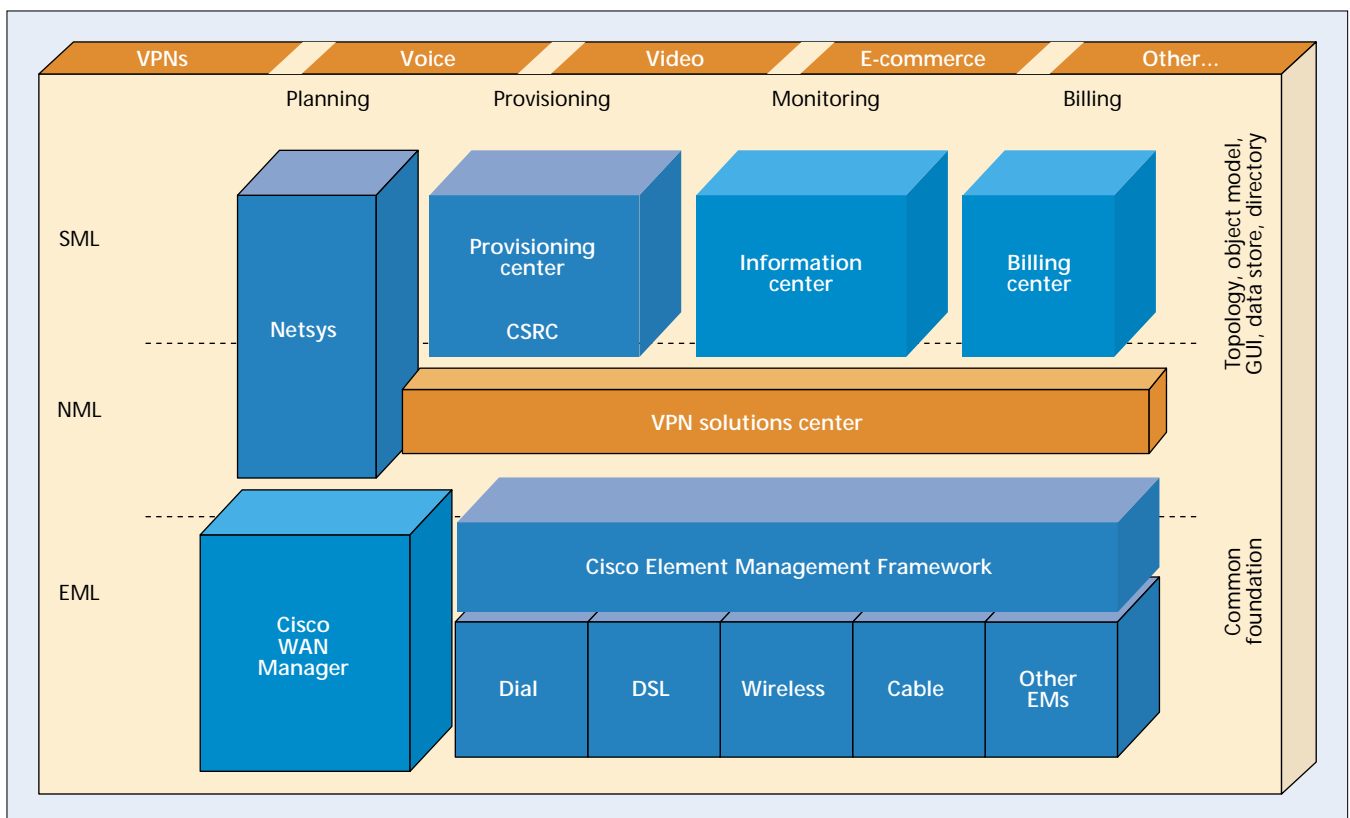 VPNs
Voice
Video
E-commerce
Other...
Planning
Provisioning
Monitoring
Billing
SML
Netsys
Provisioning
center
CSRC
Information
center
Billing
center
Topology, object model,
GUI, data store, directory
NML
VPN solutions center
EML
Cisco
WAN
Manager
Cisco Element Management Framework
Dial
DSL
Wireless
Cable
Other
EMs
Common
foundation